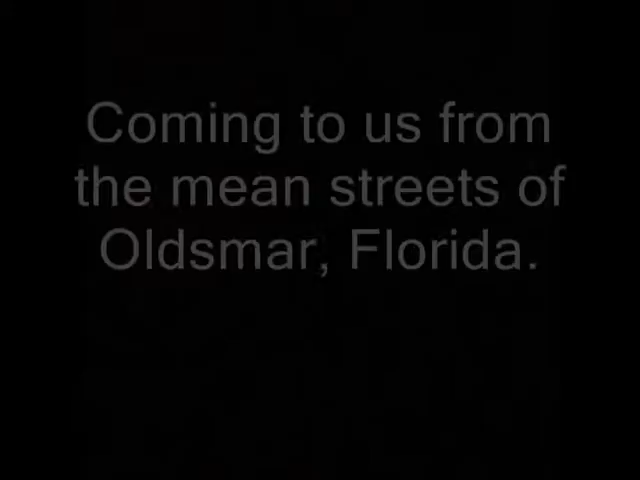 Coming to us from
the mean streets of
Oldsmar, Florida.